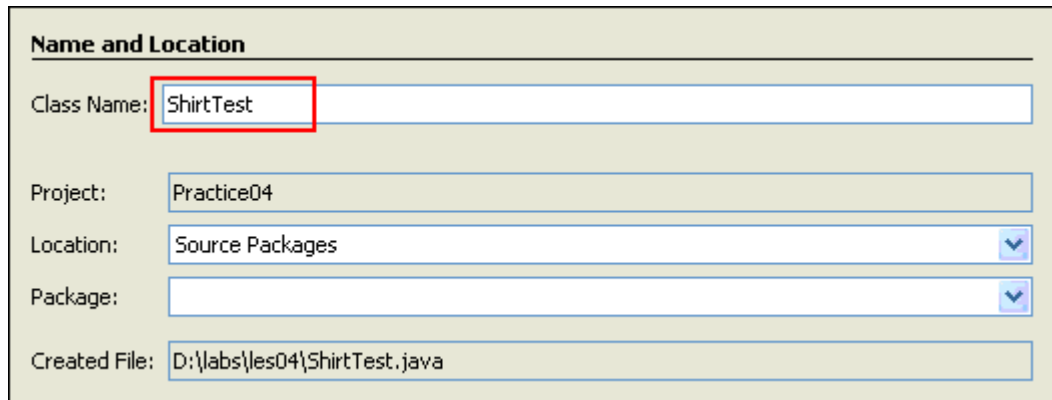 Name and Location
Class Name: ShirtTest
Project: Practice04
Location: Source Packages
Package:
Created File: D:\labs\les04\ShirtTest.java